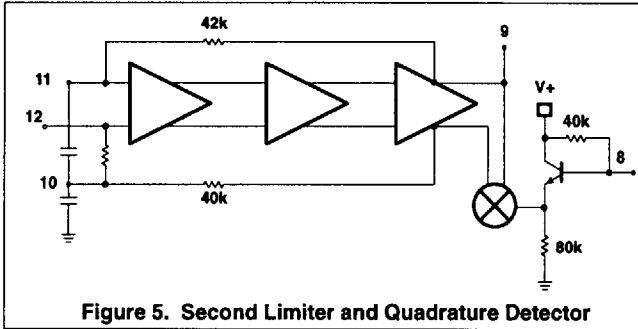 42k
9
11
V+
12
40k
8
10
40k
80k
Figure 5. Second Limiter and Quadrature Detector